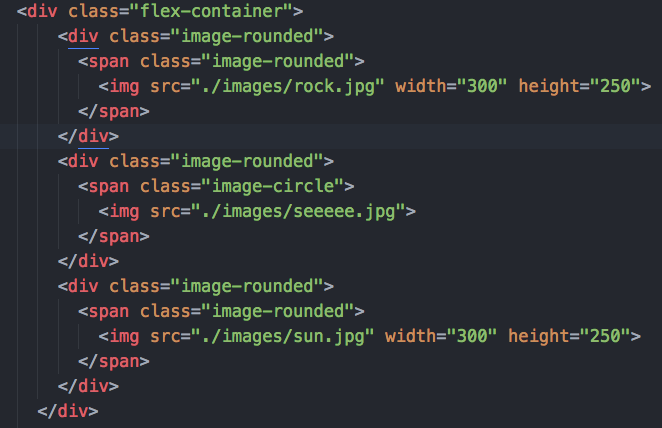 <div class="flex-container">
<div class="image-rounded">
<span class="image-rounded">
<img src="./images/rock.jpg" width="300" height="250">
</span>
</div>
<div class="image-rounded">
<span class="image-circle">
<img src="./images/seeeee.jpg">
</span>
</div>
<div class="image-rounded">
<span class="image-rounded">
<img src="./images/sun.jpg" width="300" height="250">
</span>
</div>
</div>